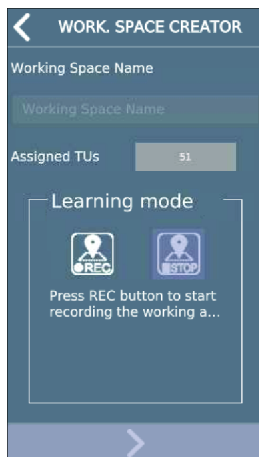 WORK. SPACE CREATOR
Working Space Name
Working Space Name
Assigned TUs
51
Learning mode
REC
STOP
Press REC button to start
recording the working a...